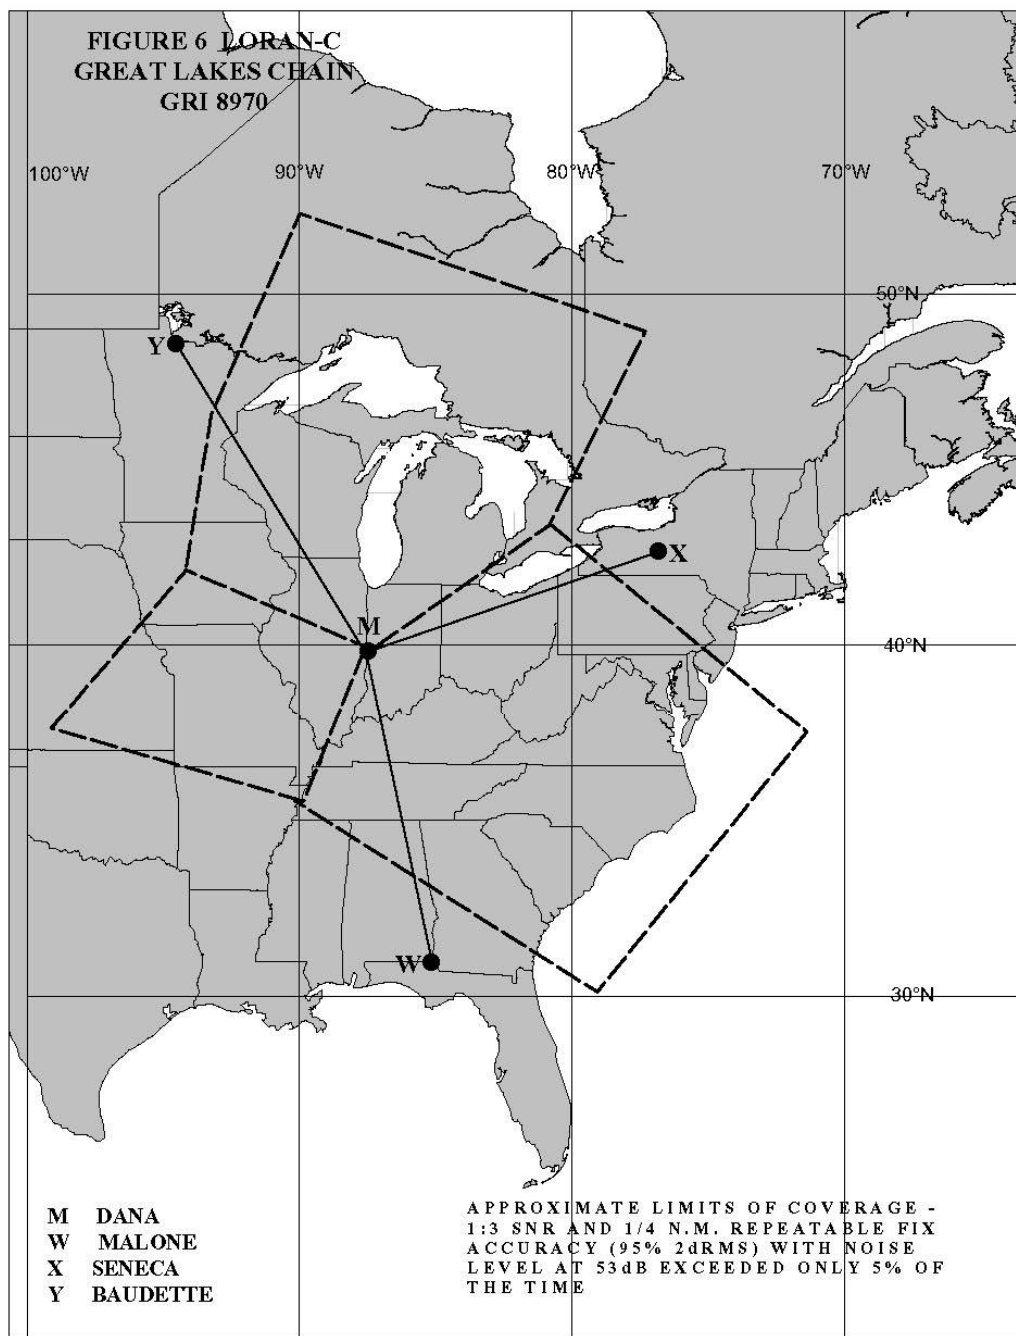 FIGURE 6 LORAN-C
GREAT LAKES CHAIN
GRI 8970
100°W 90°W 80°W 70°W
50°N
Y
X
M
40°N
W
30°N
M DANA
W MALONE
X SENECA
Y BAUDETTE
APPROXIMATE LIMITS OF COVERAGE -
1:3 SNR AND 1/4 N.M. REPEATABLE FIX
ACCURACY (95% 2dRMS) WITH NOISE
LEVEL AT 53dB EXCEEDED ONLY 5% OF
THE TIME